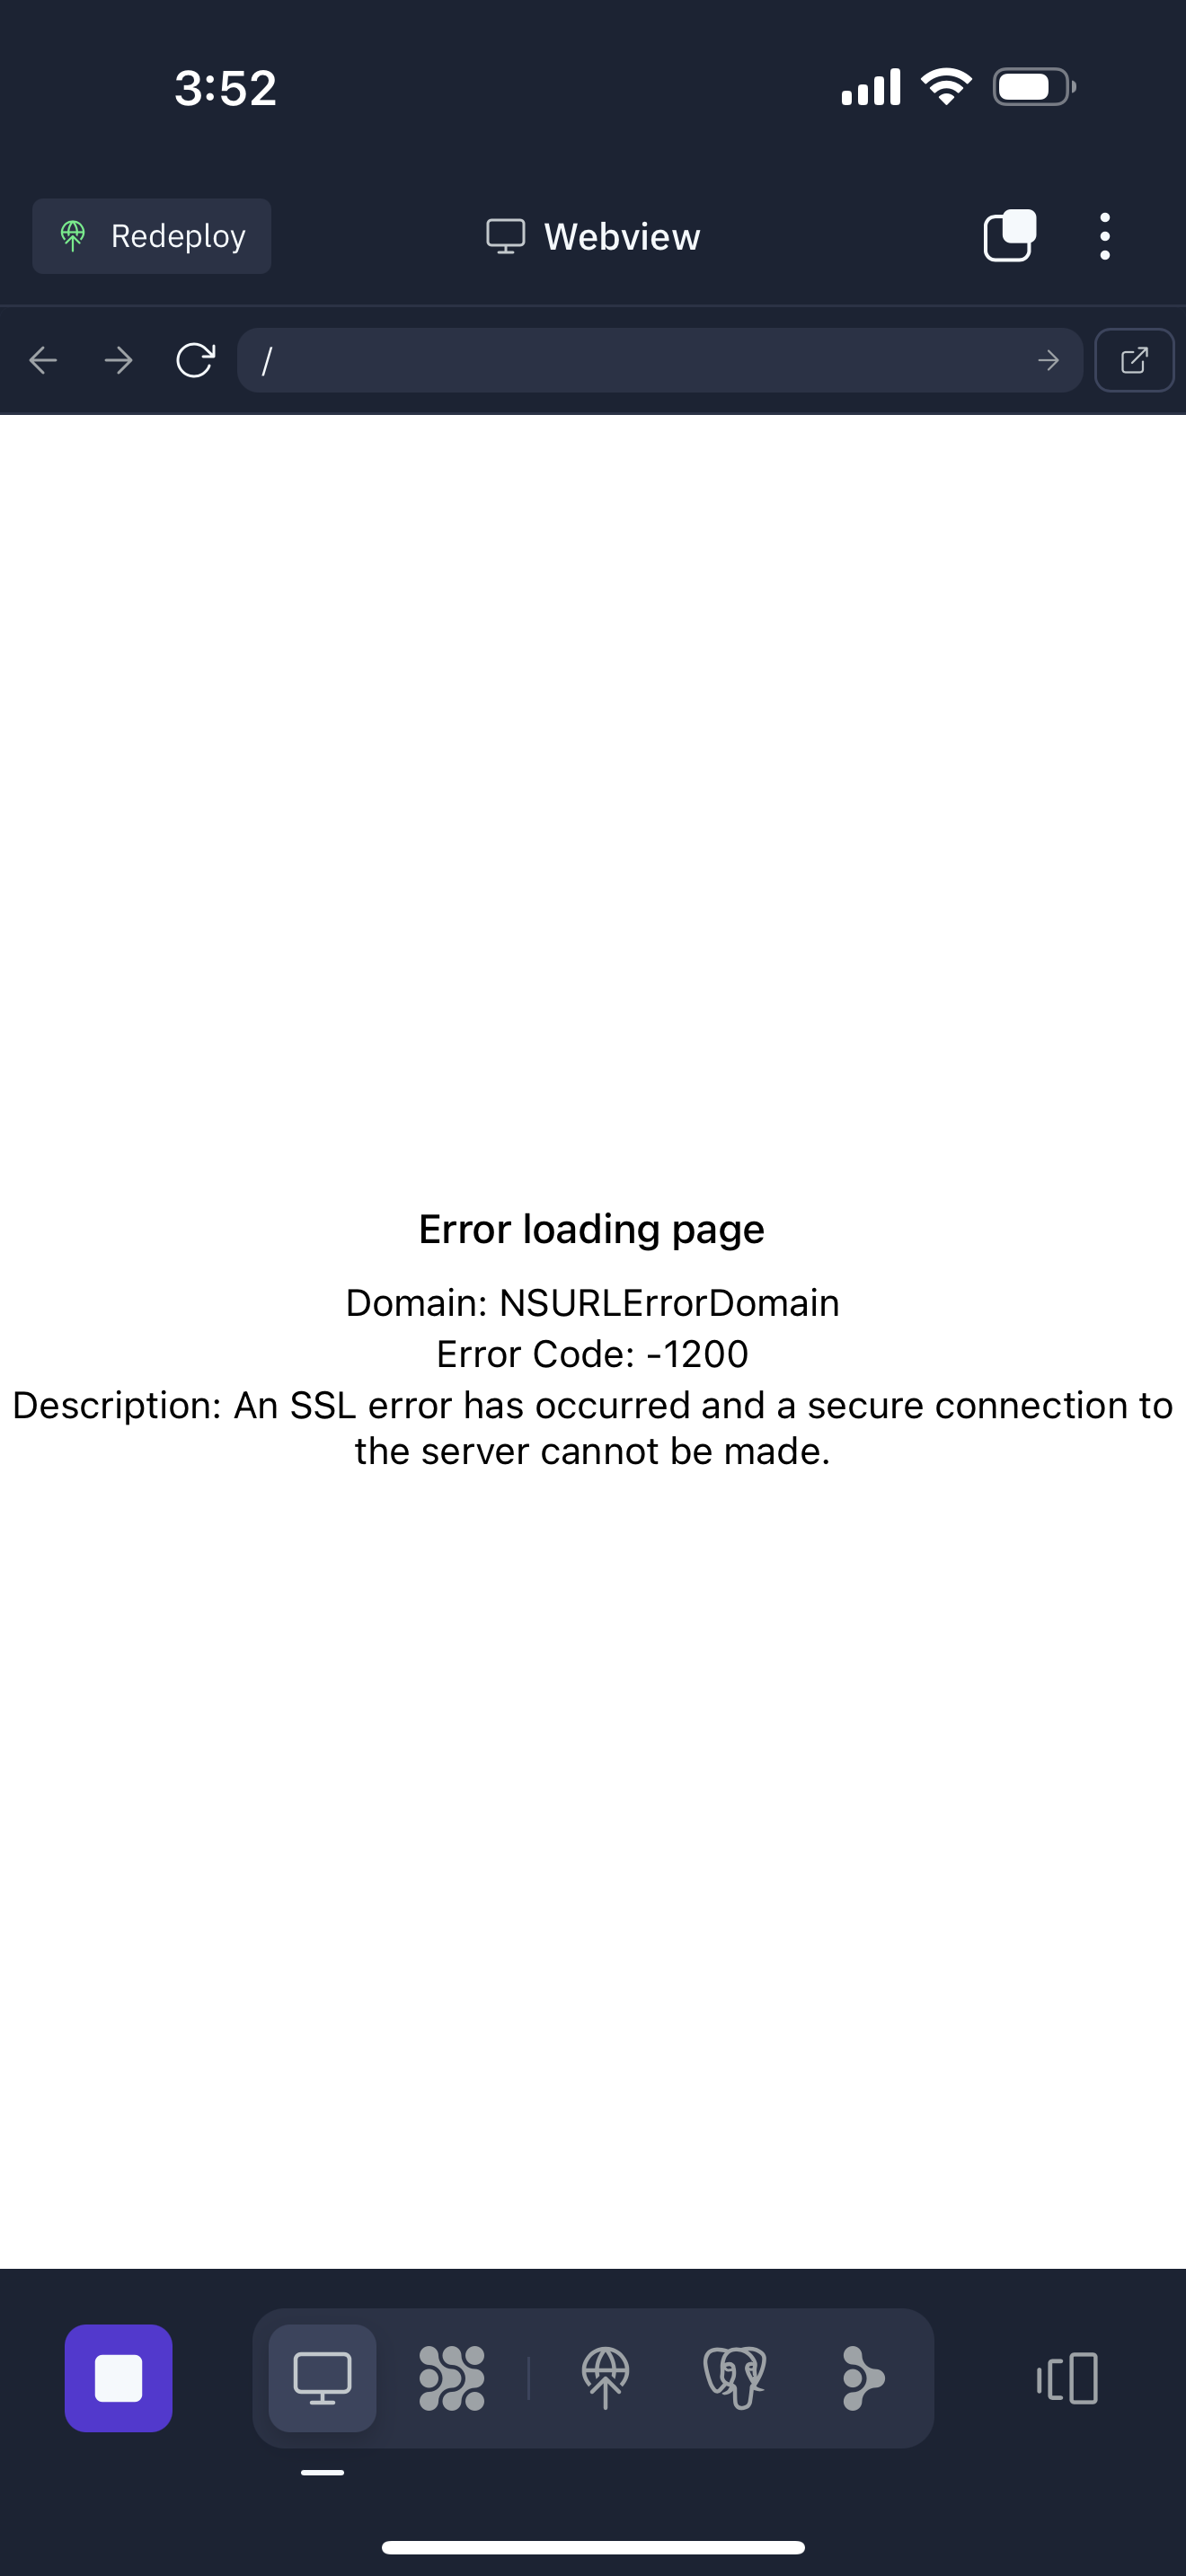 3:52
Redeploy
Webview
/
Error loading page
Domain: NSURLErrorDomain
Error Code: -1200
Description: An SSL error has occurred and a secure connection to
the server cannot be made.